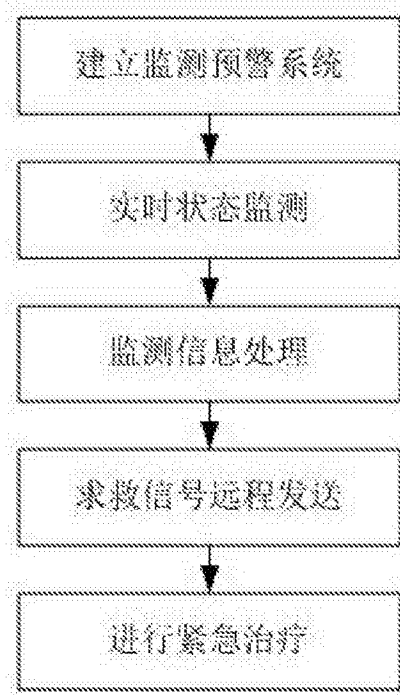 建立监测预警系统
实时状态监测
监测信息处理
求救信号远程发送
进行紧急治疗